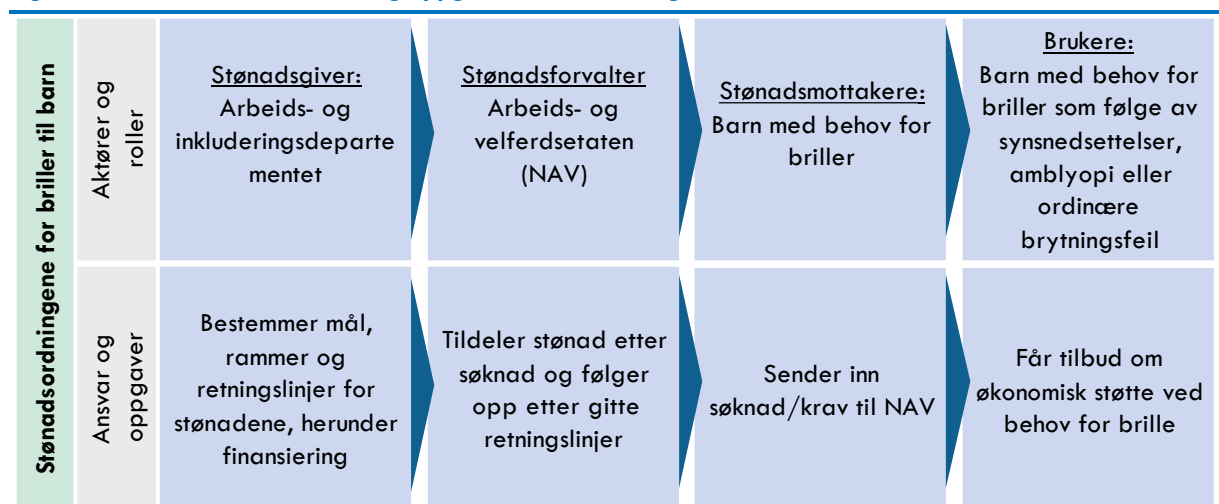 Stønadsordningene for briller til barn
Aktører og
roller
Stønadsgiver:
Arbeids- og
inkluderingsdeparte
mentet
Stønadsforvalter
Arbeids- og
velferdsetaten
(NAV)
Stønadsmottakere:
Barn med behov for
briller
Brukere:
Barn med behov for
briller som følge av
synsnedsettelser,
amblyopi eller
ordinære
brytningsfeil
Ansvar og
oppgaver
Bestemmer mål,
rammer og
retningslinjer for
stønadene, herunder
finansiering
Tildeler stønad etter
søknad og følger
opp etter gitte
retningslinjer
Sender inn
søknad/krav til NAV
Får tilbud om
økonomisk støtte ved
behov for brille